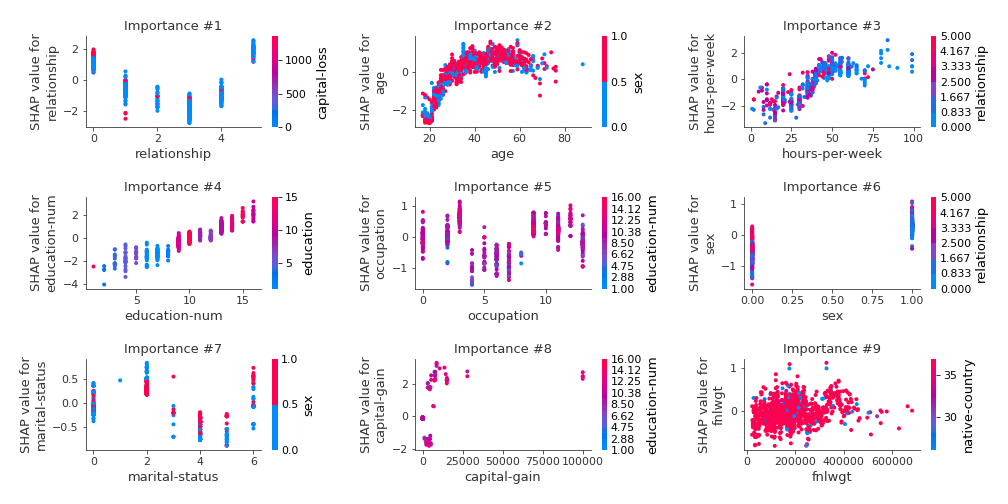 Importance #1
SHAP value for
relationship
2
0
−2
0
2
4
relationship
1000
500
0
capital-loss
Importance #2
SHAP value for
age
0
−2
20
40
60
80
age
1.0
0.5
0.0
sex
Importance #3
SHAP value for
hours-per-week
2
0
−2
0
25
50
75
100
hours-per-week
5.000
4.167
3.333
2.500
1.667
0.833
0.000
relationship
Importance #4
SHAP value for
education-num
2
0
−2
−4
5
10
15
education-num
15
10
5
education
Importance #5
SHAP value for
occupation
1
0
−1
0
5
10
occupation
16.00
14.12
12.25
10.38
8.50
6.62
4.75
2.88
1.00
education-num
Importance #6
SHAP value for
sex
1
0
−1
0.00
0.25
0.50
0.75
1.00
sex
5.000
4.167
3.333
2.500
1.667
0.833
0.000
relationship
Importance #7
SHAP value for
marital-status
0.5
0.0
−0.5
0
2
4
6
marital-status
1.0
0.5
0.0
sex
Importance #8
SHAP value for
capital-gain
2
0
−2
0
25000
50000
75000
100000
capital-gain
16.00
14.12
12.25
10.38
8.50
6.62
4.75
2.88
1.00
education-num
Importance #9
SHAP value for
fnlwgt
1
0
0
200000
400000
600000
fnlwgt
35
30
native-country